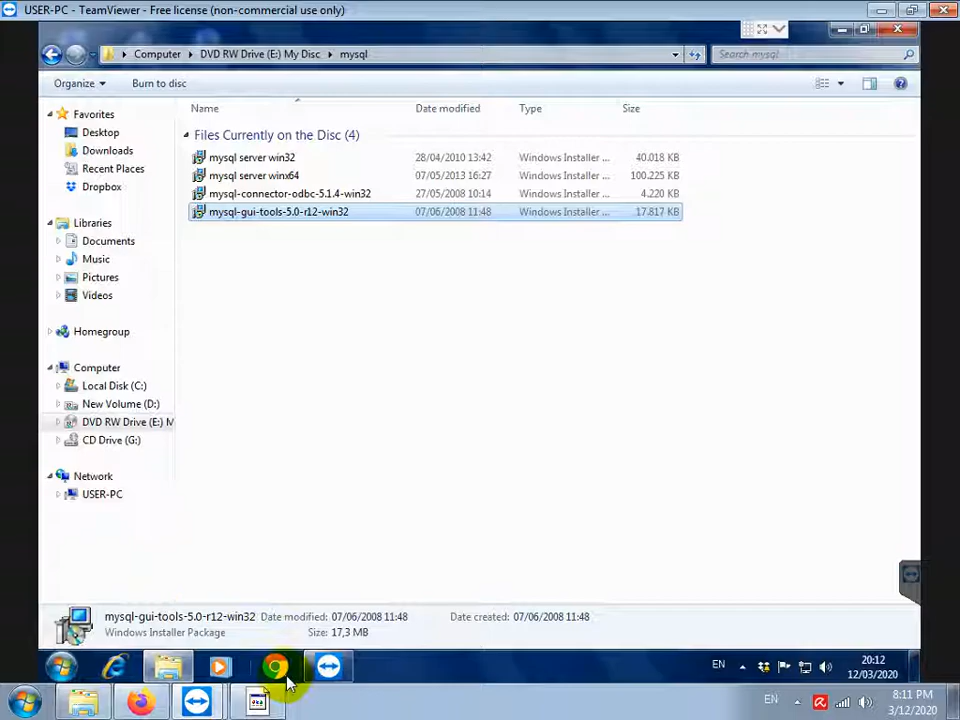 USER-PC - TeamViewer - Free license (non-commercial use only)
Computer DVD RW Drive (E:) My Disc mysql
Search mysql
Organize Burn to disc
Name Date modified Type Size
Favorites
Desktop
Downloads
Recent Places
Dropbox
Libraries
Documents
Music
Pictures
Videos
Homegroup
Computer
Local Disk (C:)
New Volume (D:)
DVD RW Drive (E:) M
CD Drive (G:)
Network
USER-PC
Files Currently on the Disc (4)
mysql server win32 28/04/2010 13:42 Windows Installer ... 40.018 KB
mysql server winx64 07/05/2013 16:27 Windows Installer ... 100.225 KB
mysql-connector-odbc-5.1.4-win32 27/05/2008 10:14 Windows Installer ... 4.220 KB
mysql-gui-tools-5.0-r12-win32 07/06/2008 11:48 Windows Installer ... 17.817 KB
mysql-gui-tools-5.0-r12-win32 Date modified: 07/06/2008 11:48 Date created: 07/06/2008 11:48
Windows Installer Package Size: 17,3 MB
EN 20:12
12/03/2020
EN 8:11 PM
3/12/2020